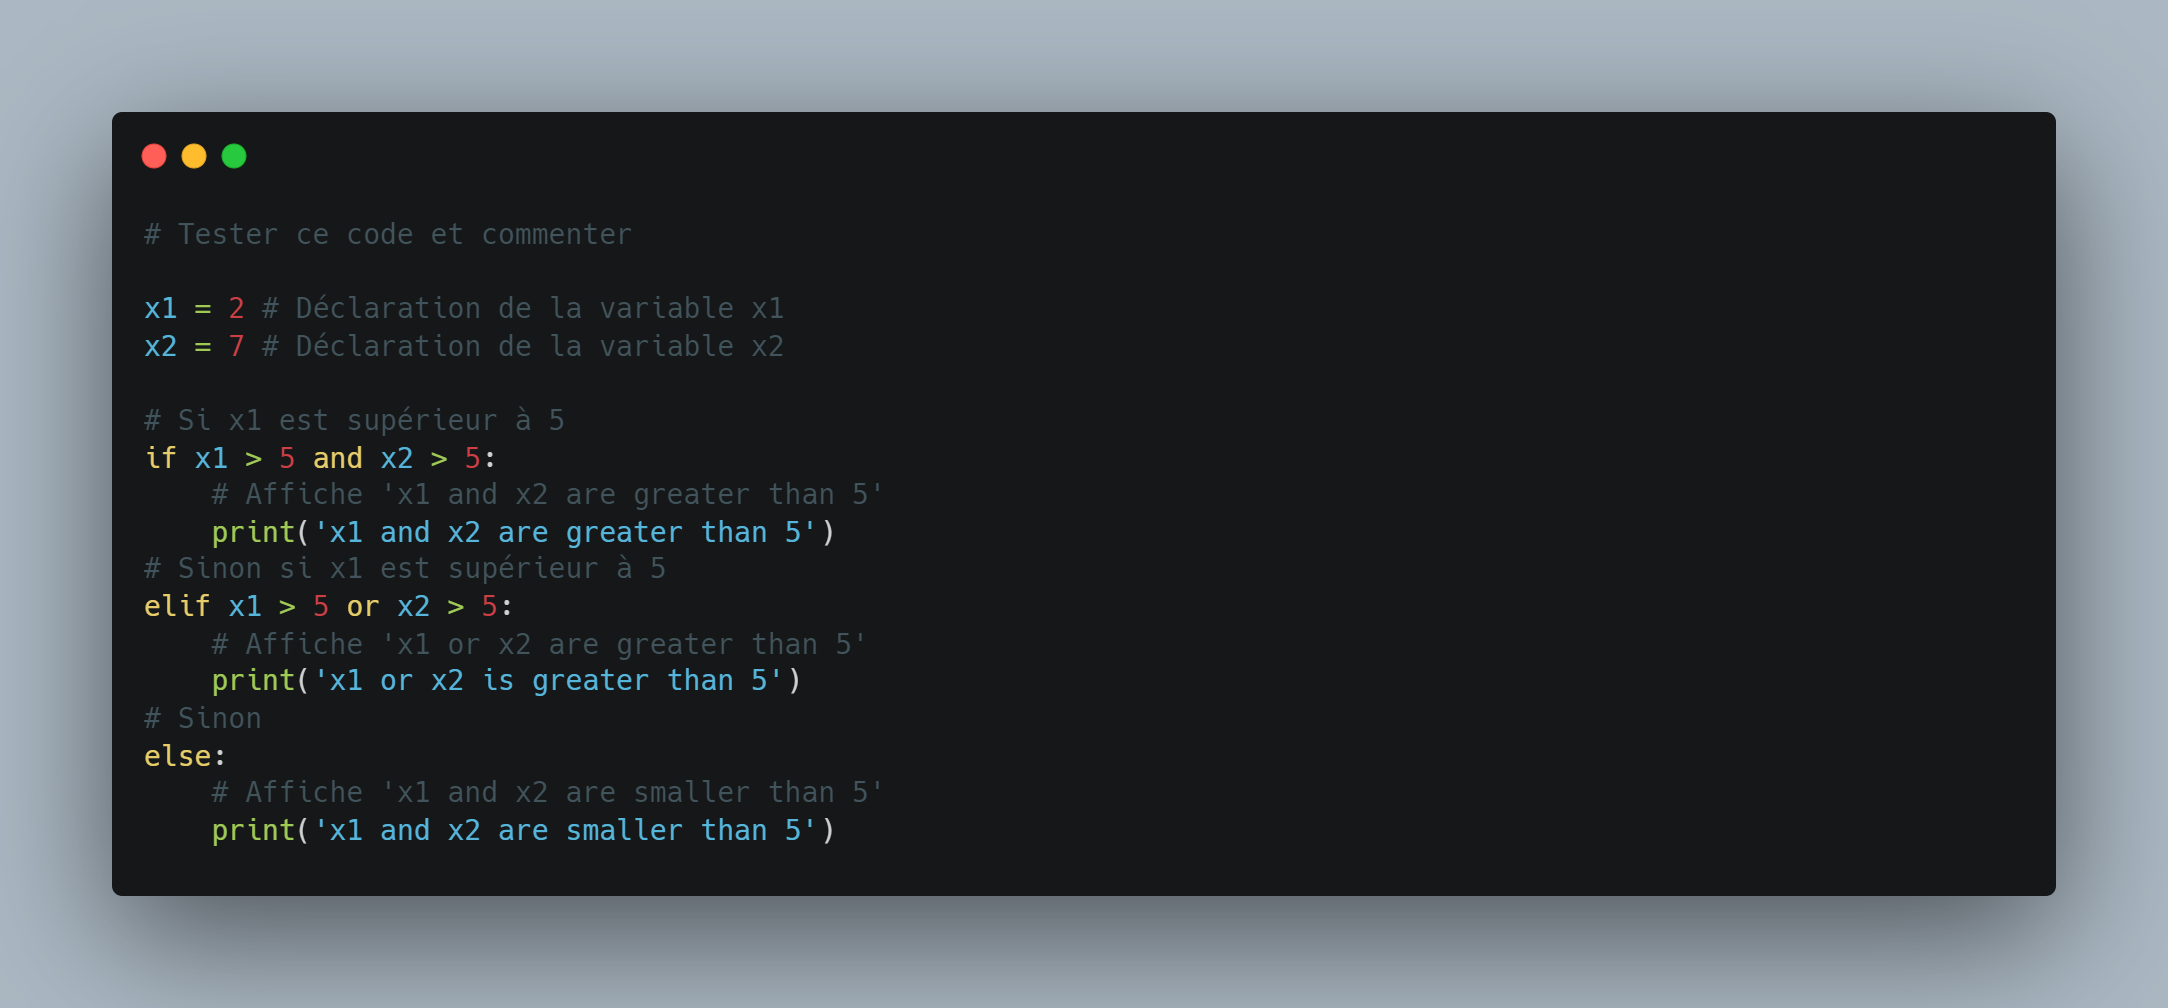 # Tester ce code et commenter
x1 = 2 # Déclaration de la variable x1
x2 = 7 # Déclaration de la variable x2
# Si x1 est supérieur à 5
if x1 > 5 and x2 > 5:
    # Affiche 'x1 and x2 are greater than 5'
    print('x1 and x2 are greater than 5')
# Sinon si x1 est supérieur à 5
elif x1 > 5 or x2 > 5:
    # Affiche 'x1 or x2 are greater than 5'
    print('x1 or x2 is greater than 5')
# Sinon
else:
    # Affiche 'x1 and x2 are smaller than 5'
    print('x1 and x2 are smaller than 5')